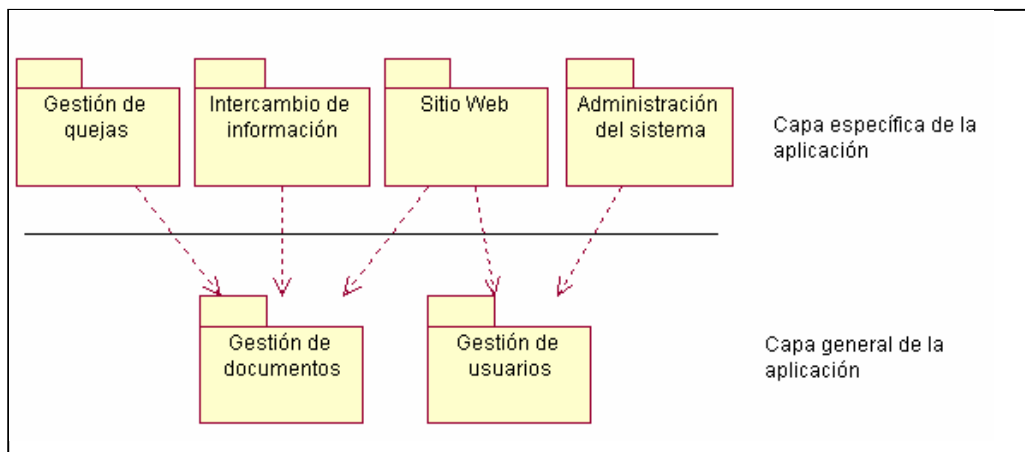 Gestión de
quejas
Intercambio de
información
Sitio Web
Administración
del sistema
Capa específica de la
aplicación
Gestión de
documentos
Gestión de
usuarios
Capa general de la
aplicación